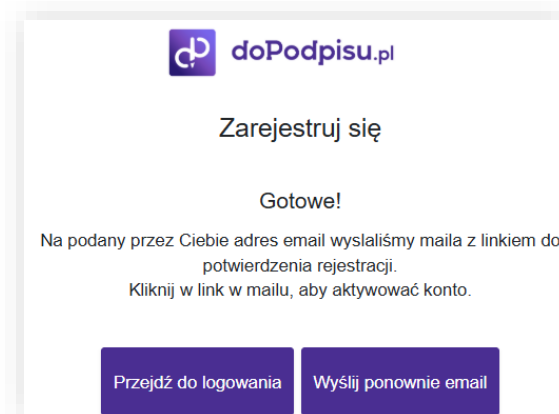 doPodpisu.pl
Zarejestruj się
Gotowe!
Na podany przez Ciebie adres email wyslaliśmy maila z linkiem do
potwierdzenia rejestracji.
Kliknij w link w mailu, aby aktywować konto.
Przejdź do logowania Wyślij ponownie email